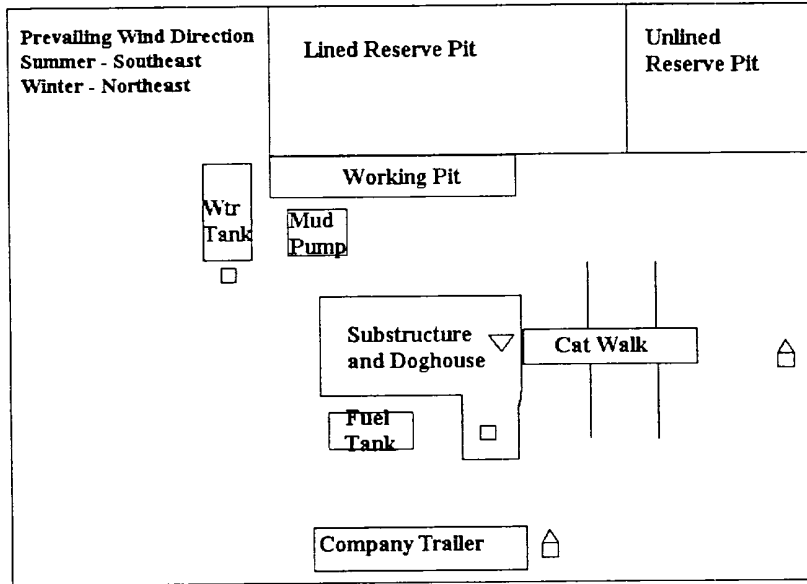 Prevailing Wind Direction
Summer - Southeast
Winter - Northeast
Lined Reserve Pit
Unlined
Reserve Pit
Working Pit
Wtr
Tank
Mud
Pump
Substructure
and Doghouse
Cat Walk
Fuel
Tank
Company Trailer